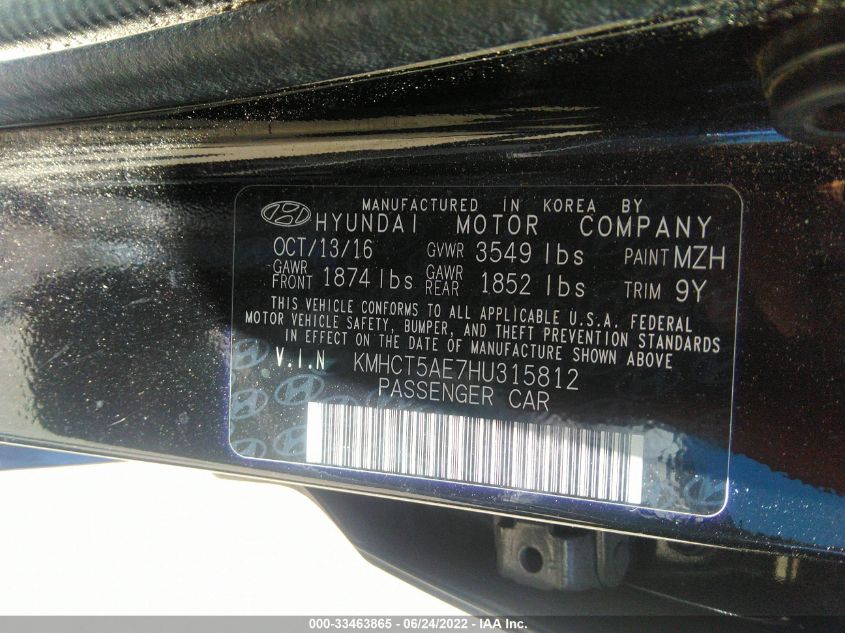 MANUFACTURED IN KOREA BY
HYUNDAI MOTOR COMPANY
OCT/13/16 GVWR 3549 lbs PAINT MZH
GAWR FRONT 1874 lbs GAWR REAR 1852 lbs TRIM 9Y
THIS VEHICLE CONFORMS TO ALL APPLICABLE U.S.A. FEDERAL
MOTOR VEHICLE SAFETY, BUMPER, AND THEFT PREVENTION STANDARDS
IN EFFECT ON THE DATE OF MANUFACTURE SHOWN ABOVE
V.I.N KMHCT5AE7HU315812
PASSENGER CAR
000-33463865 - 06/24/2022 - IAA Inc.